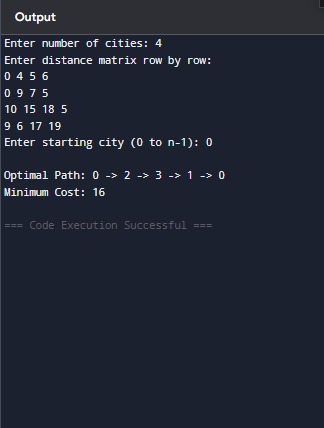 Output
Enter number of cities: 4
Enter distance matrix row by row:
0 4 5 6
0 9 7 5
10 15 18 5
9 6 17 19
Enter starting city (0 to n-1): 0
Optimal Path: 0 -> 2 -> 3 -> 1 -> 0
Minimum Cost: 16
=== Code Execution Successful ===